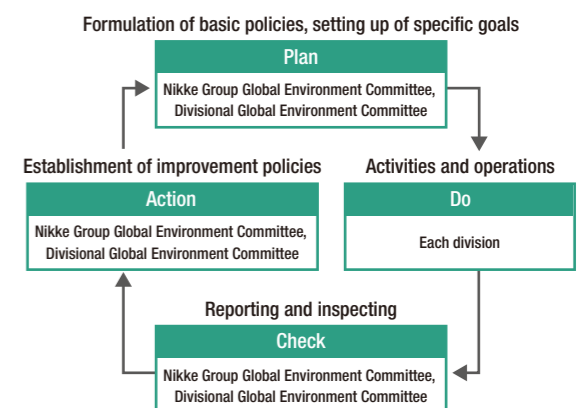 Formulation of basic policies, setting up of specific goals
Plan
Nikke Group Global Environment Committee,
Divisional Global Environment Committee
Establishment of improvement policies
Action
Nikke Group Global Environment Committee,
Divisional Global Environment Committee
Activities and operations
Do
Each division
Reporting and inspecting
Check
Nikke Group Global Environment Committee,
Divisional Global Environment Committee